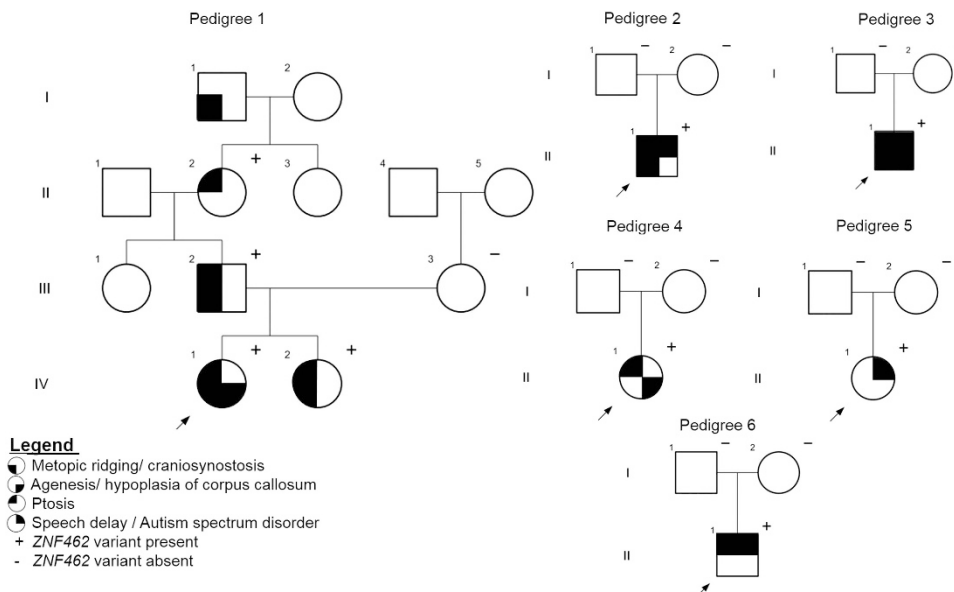 Pedigree 1
I
1
2
II
1
2
+
3
4
5
III
1
2
+
3
-
IV
1
+
2
+
Pedigree 2
I
1
-
2
-
II
1
+
Pedigree 3
I
1
-
2
II
1
+
Pedigree 4
I
1
-
2
-
II
1
+
Pedigree 5
I
1
-
2
-
II
1
+
Pedigree 6
I
1
-
2
-
II
1
+
Legend
Metopic ridging/ craniosynostosis
Agenesis/ hypoplasia of corpus callosum
Ptosis
Speech delay / Autism spectrum disorder
+ ZNF462 variant present
- ZNF462 variant absent